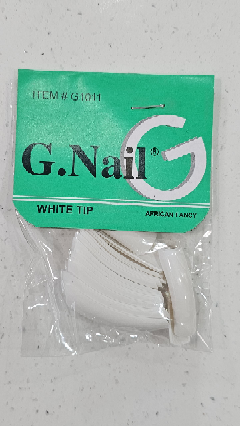 ITEM # G1011
G.Nail®
G
WHITE TIP
AFRICAN FANCY